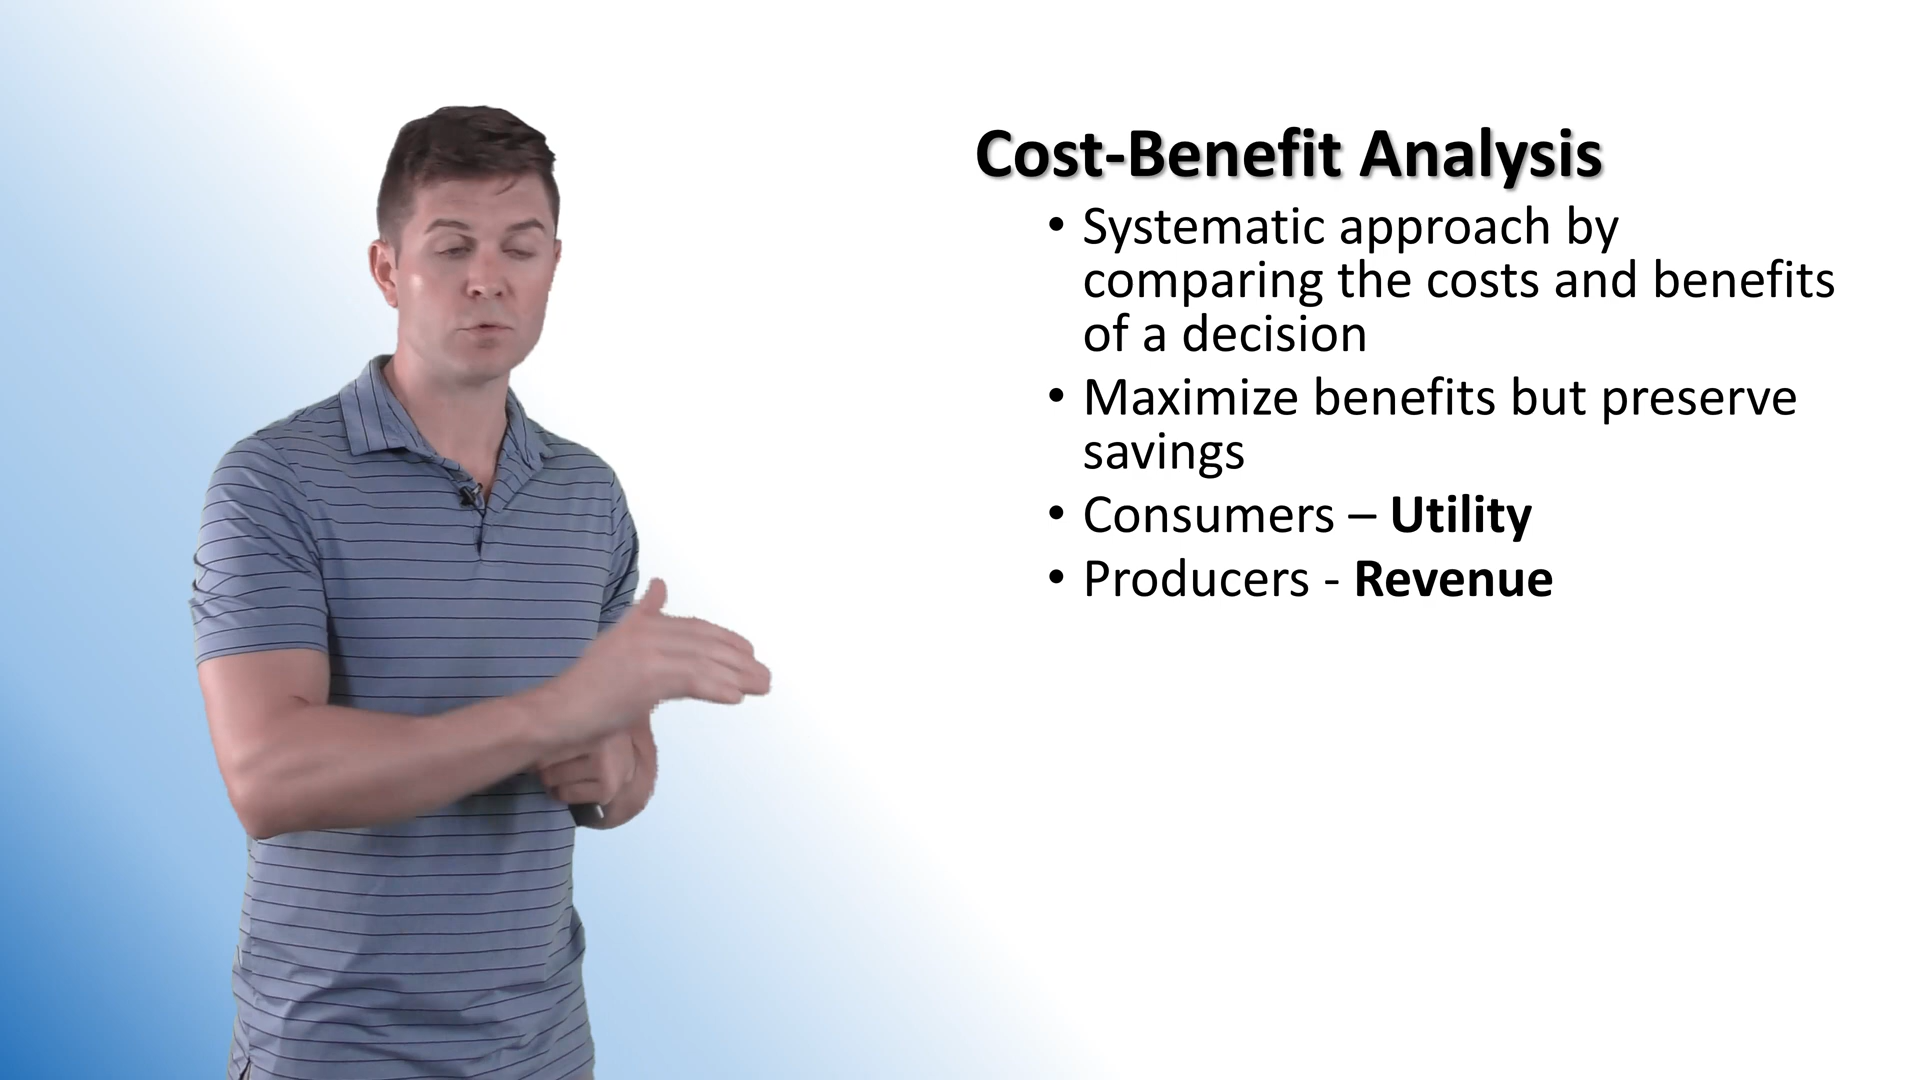 Cost-Benefit Analysis
• Systematic approach by
comparing the costs and benefits
of a decision
• Maximize benefits but preserve
savings
• Consumers – Utility
• Producers - Revenue